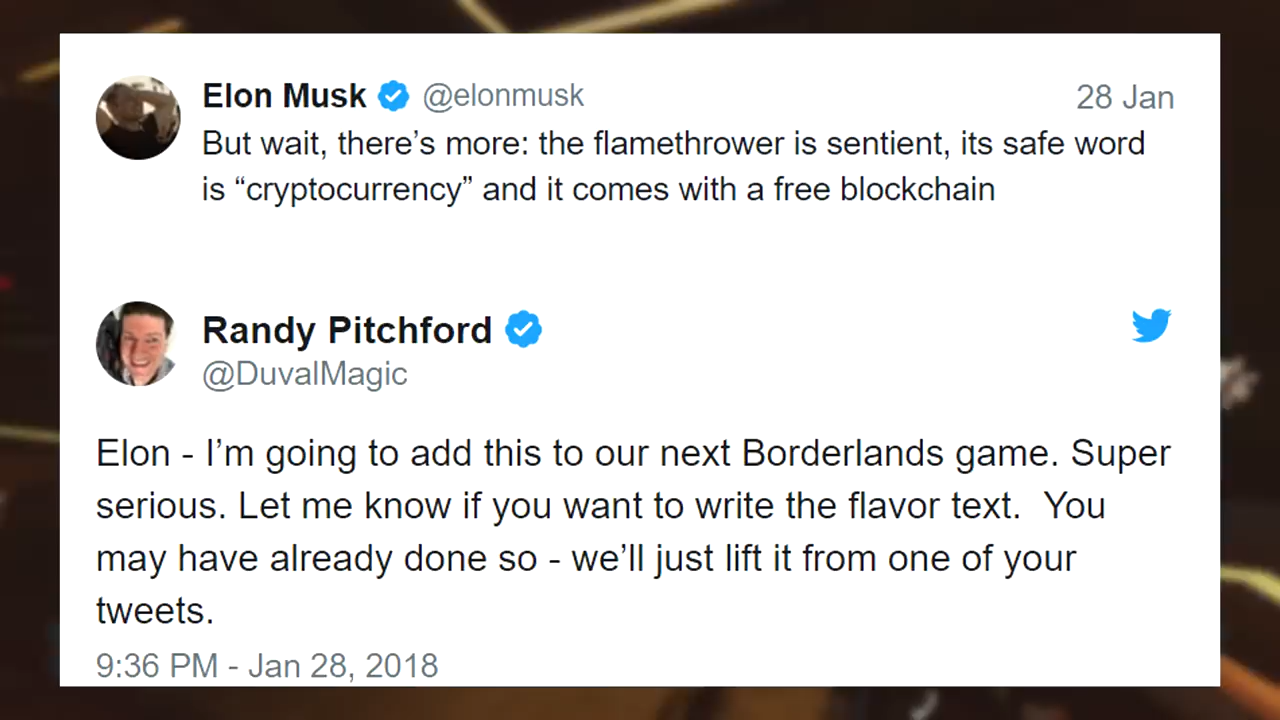 Elon Musk @elonmusk 28 Jan
But wait, there’s more: the flamethrower is sentient, its safe word
is “cryptocurrency” and it comes with a free blockchain
Randy Pitchford
@DuvalMagic
Elon - I’m going to add this to our next Borderlands game. Super
serious. Let me know if you want to write the flavor text.  You
may have already done so - we’ll just lift it from one of your
tweets.
9:36 PM - Jan 28, 2018